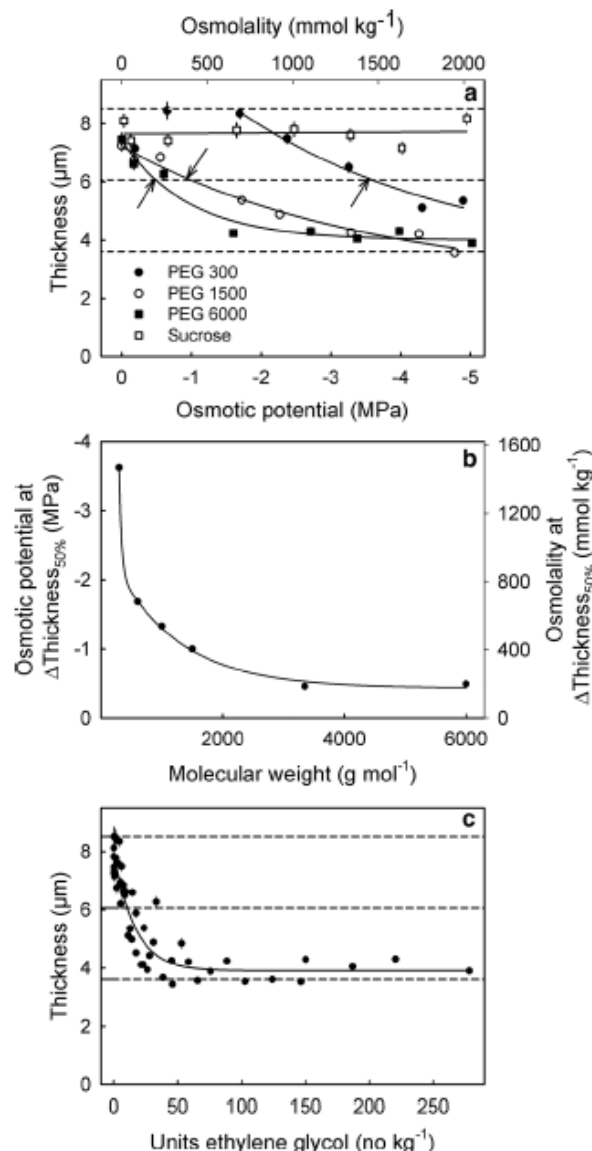 Osmolality (mmol kg⁻¹)
0 500 1000 1500 2000
a
8
6
4
2
0
Thickness (µm)
PEG 300
PEG 1500
PEG 6000
Sucrose
0 -1 -2 -3 -4 -5
Osmotic potential (MPa)
b
-4
-3
-2
-1
0
Osmotic potential at
ΔThickness50% (MPa)
1600
1200
800
400
0
Osmolality at
ΔThickness50% (mmol kg⁻¹)
2000 4000 6000
Molecular weight (g mol⁻¹)
c
8
6
4
2
0
Thickness (µm)
0 50 100 150 200 250
Units ethylene glycol (no kg⁻¹)